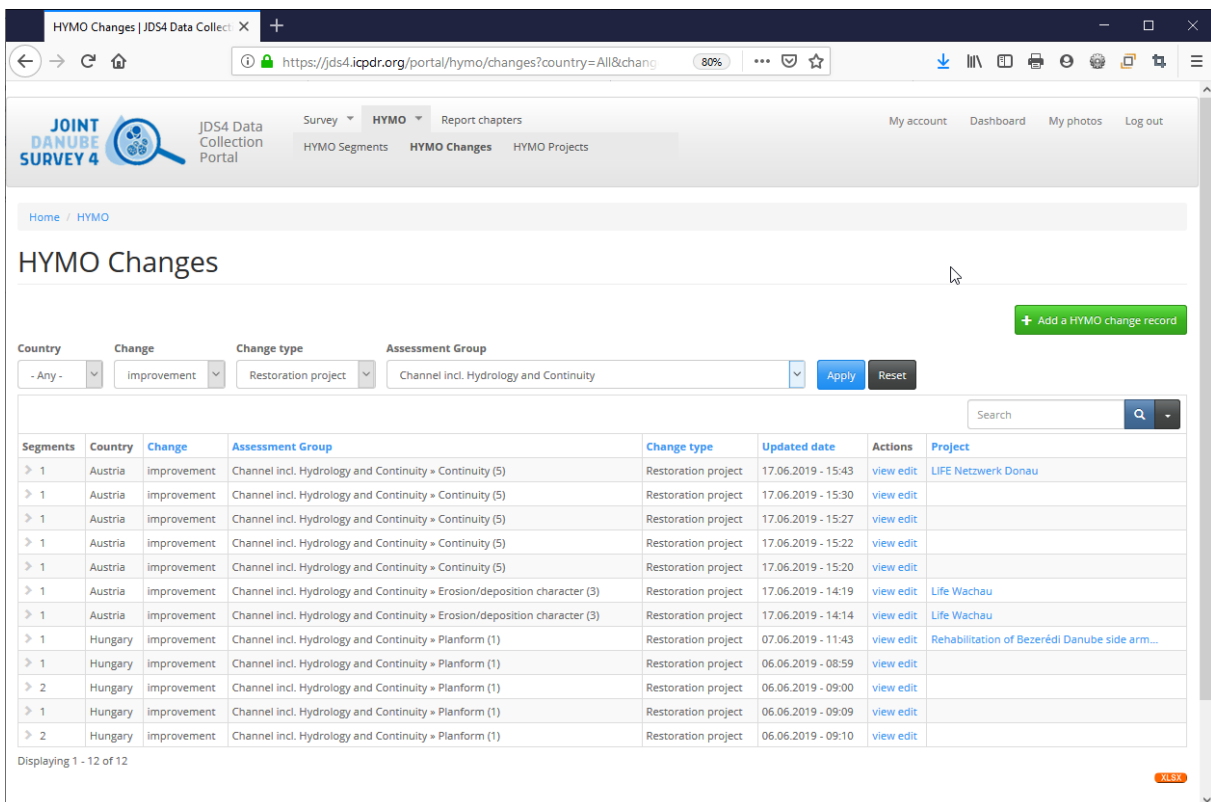 HYMO Changes | JDS4 Data Collect
https://jds4.icpdr.org/portal/hymo/changes?country=All&chang 80%
JOINT DANUBE SURVEY 4
JDS4 Data Collection Portal
Survey HYMO Report chapters
My account Dashboard My photos Log out
HYMO Segments HYMO Changes HYMO Projects
Home / HYMO
HYMO Changes
+ Add a HYMO change record
Country Change Change type Assessment Group
- Any - improvement Restoration project Channel incl. Hydrology and Continuity Apply Reset
Search
Segments Country Change Assessment Group Change type Updated date Actions Project
1 Austria improvement Channel incl. Hydrology and Continuity » Continuity (5) Restoration project 17.06.2019 - 15:43 view edit LIFE Netzwerk Donau
1 Austria improvement Channel incl. Hydrology and Continuity » Continuity (5) Restoration project 17.06.2019 - 15:30 view edit
1 Austria improvement Channel incl. Hydrology and Continuity » Continuity (5) Restoration project 17.06.2019 - 15:27 view edit
1 Austria improvement Channel incl. Hydrology and Continuity » Continuity (5) Restoration project 17.06.2019 - 15:22 view edit
1 Austria improvement Channel incl. Hydrology and Continuity » Continuity (5) Restoration project 17.06.2019 - 15:20 view edit
1 Austria improvement Channel incl. Hydrology and Continuity » Erosion/deposition character (3) Restoration project 17.06.2019 - 14:19 view edit Life Wachau
1 Austria improvement Channel incl. Hydrology and Continuity » Erosion/deposition character (3) Restoration project 17.06.2019 - 14:14 view edit Life Wachau
1 Hungary improvement Channel incl. Hydrology and Continuity » Planform (1) Restoration project 07.06.2019 - 11:43 view edit Rehabilitation of Bezerédi Danube side arm...
1 Hungary improvement Channel incl. Hydrology and Continuity » Planform (1) Restoration project 06.06.2019 - 08:59 view edit
2 Hungary improvement Channel incl. Hydrology and Continuity » Planform (1) Restoration project 06.06.2019 - 09:00 view edit
1 Hungary improvement Channel incl. Hydrology and Continuity » Planform (1) Restoration project 06.06.2019 - 09:09 view edit
2 Hungary improvement Channel incl. Hydrology and Continuity » Planform (1) Restoration project 06.06.2019 - 09:10 view edit
Displaying 1 - 12 of 12
XLSX